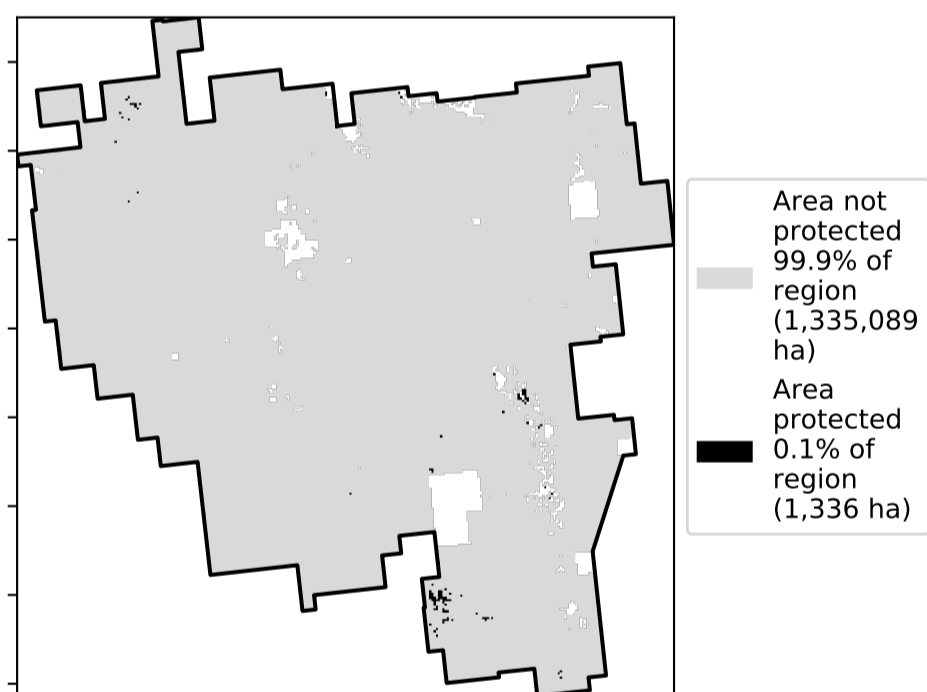 Area not
protected
99.9% of
region
(1,335,089
ha)
Area
protected
0.1% of
region
(1,336 ha)